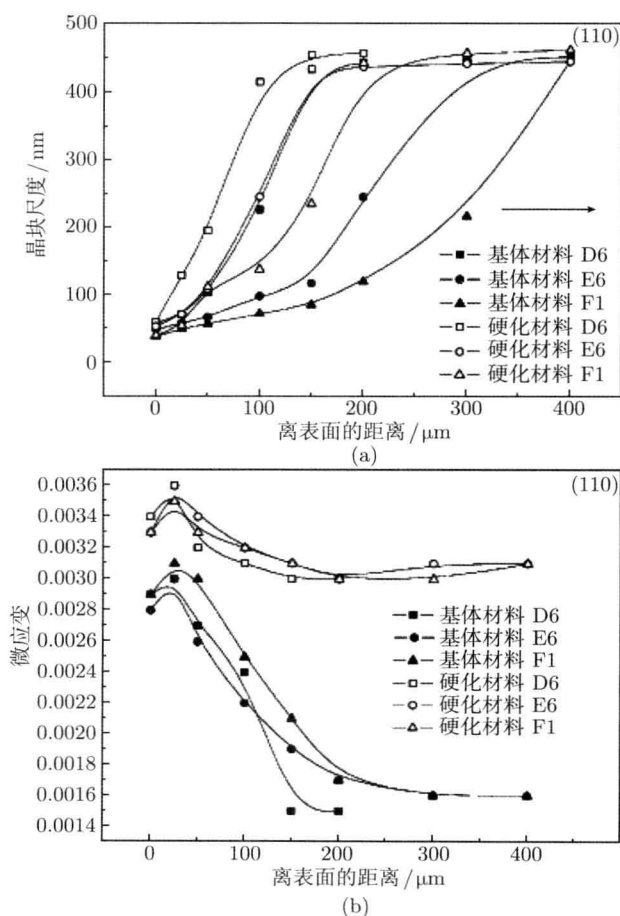 (110)
500
400
300
200
100
0
晶块尺度/nm
基体材料 D6
基体材料 E6
基体材料 F1
硬化材料 D6
硬化材料 E6
硬化材料 F1
0 100 200 300 400
离表面的距离/μm
(a)
(110)
0.0036
0.0034
0.0032
0.0030
0.0028
0.0026
0.0024
0.0022
0.0020
0.0018
0.0016
0.0014
微应变
基体材料 D6
基体材料 E6
基体材料 F1
硬化材料 D6
硬化材料 E6
硬化材料 F1
0 100 200 300 400
离表面的距离/μm
(b)